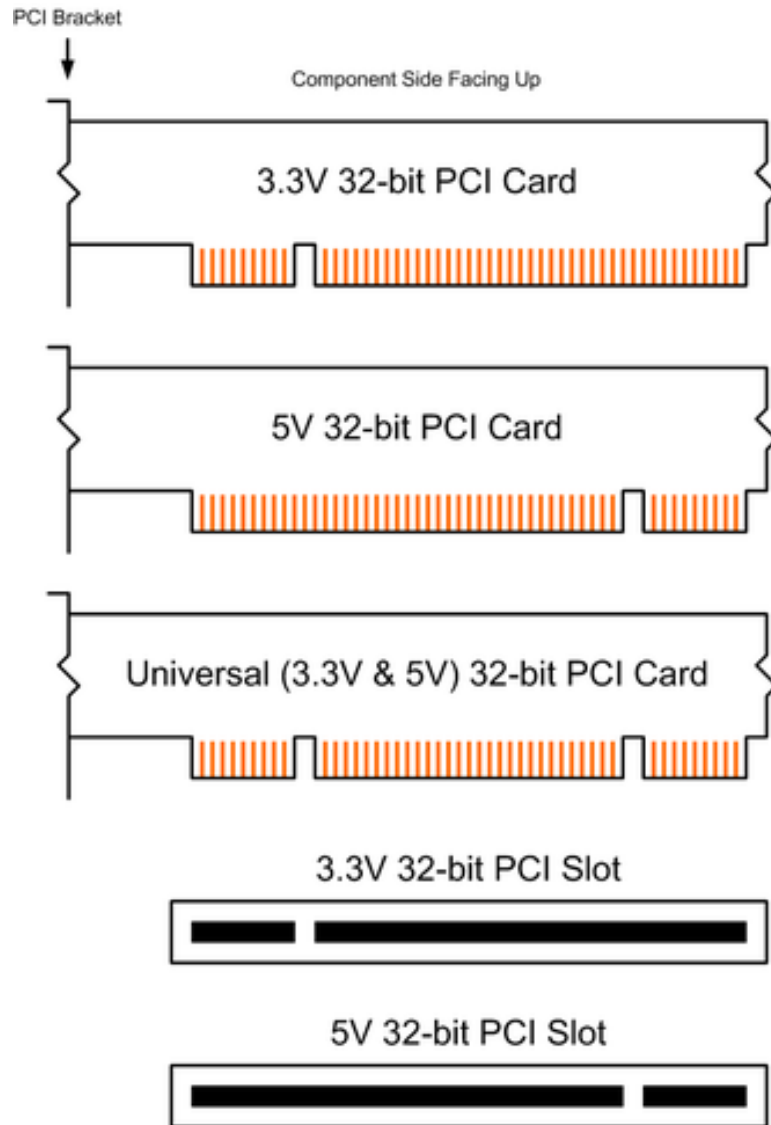 PCI Bracket
Component Side Facing Up
3.3V 32-bit PCI Card
5V 32-bit PCI Card
Universal (3.3V & 5V) 32-bit PCI Card
3.3V 32-bit PCI Slot
5V 32-bit PCI Slot